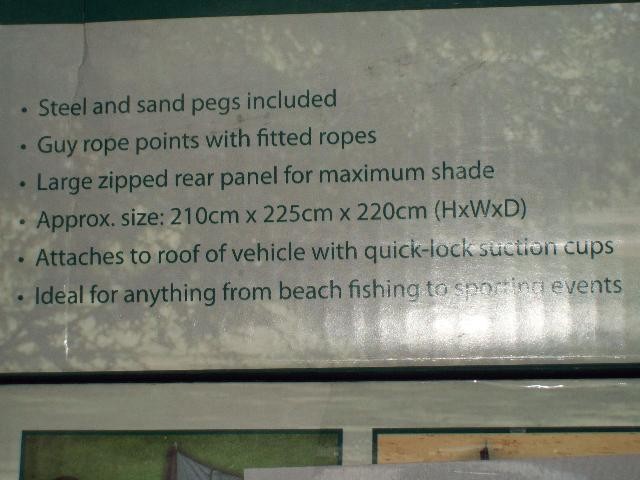 • Steel and sand pegs included
• Guy rope points with fitted ropes
• Large zipped rear panel for maximum shade
• Approx. size: 210cm x 225cm x 220cm (HxWxD)
• Attaches to roof of vehicle with quick-lock suction cups
• Ideal for anything from beach fishing to sporting events